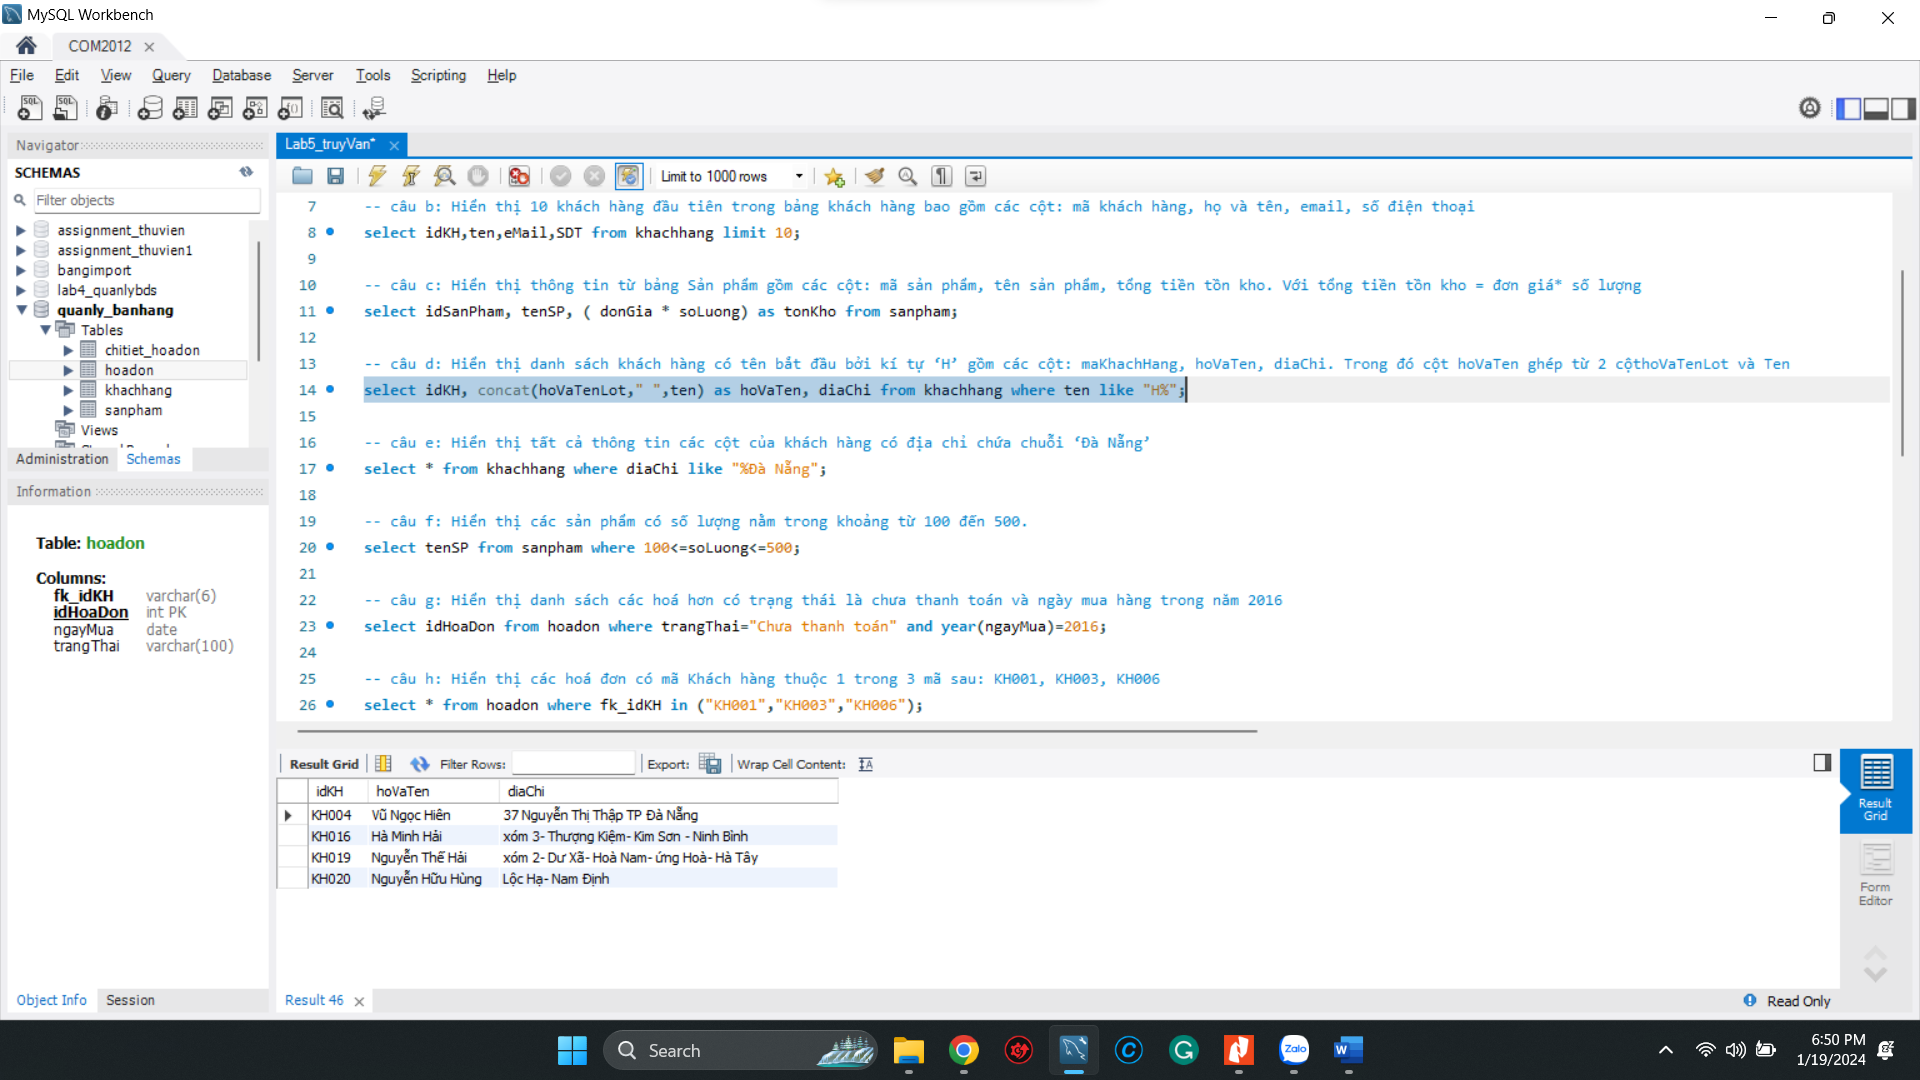 MySQL Workbench
COM2012
File Edit View Query Database Server Tools Scripting Help
Navigator
SCHEMAS
Filter objects
assignment_thuvien
assignment_thuvien1
bangimport
lab4_quanlybds
quanly_banhang
Tables
chitiet_hoadon
hoadon
khachhang
sanpham
Views
Administration Schemas
Information
Table: hoadon
Columns:
fk_idKH varchar(6)
idHoaDon int PK
ngayMua date
trangThai varchar(100)
Object Info Session
Lab5_truyVan*
Limit to 1000 rows
7 -- câu b: Hiển thị 10 khách hàng đầu tiên trong bảng khách hàng bao gồm các cột: mã khách hàng, họ và tên, email, số điện thoại
8 select idKH,ten,eMail,SDT from khachhang limit 10;
9
10 -- câu c: Hiển thị thông tin từ bảng Sản phẩm gồm các cột: mã sản phẩm, tên sản phẩm, tổng tiền tồn kho. Với tổng tiền tồn kho = đơn giá* số lượng
11 select idSanPham, tenSP, ( donGia * soLuong) as tonKho from sanpham;
12
13 -- câu d: Hiển thị danh sách khách hàng có tên bắt đầu bởi kí tự ‘H’ gồm các cột: maKhachHang, hoVaTen, diaChi. Trong đó cột hoVaTen ghép từ 2 cộthoVaTenLot và Ten
14 select idKH, concat(hoVaTenLot," ",ten) as hoVaTen, diaChi from khachhang where ten like "H%";
15
16 -- câu e: Hiển thị tất cả thông tin các cột của khách hàng có địa chỉ chứa chuỗi ‘Đà Nẵng’
17 select * from khachhang where diaChi like "%Đà Nẵng";
18
19 -- câu f: Hiển thị các sản phẩm có số lượng nằm trong khoảng từ 100 đến 500.
20 select tenSP from sanpham where 100<=soLuong<=500;
21
22 -- câu g: Hiển thị danh sách các hoá hơn có trạng thái là chưa thanh toán và ngày mua hàng trong năm 2016
23 select idHoaDon from hoadon where trangThai="Chưa thanh toán" and year(ngayMua)=2016;
24
25 -- câu h: Hiển thị các hoá đơn có mã Khách hàng thuộc 1 trong 3 mã sau: KH001, KH003, KH006
26 select * from hoadon where fk_idKH in ("KH001","KH003","KH006");
Result Grid Filter Rows: Export: Wrap Cell Content:
idKH hoVaTen diaChi
KH004 Vũ Ngọc Hiên 37 Nguyễn Thị Thập TP Đà Nẵng
KH016 Hà Minh Hải xóm 3- Thượng Kiệm- Kim Sơn - Ninh Bình
KH019 Nguyễn Thế Hải xóm 2- Dư Xã- Hoà Nam- ứng Hoà- Hà Tây
KH020 Nguyễn Hữu Hùng Lộc Hạ- Nam Định
Result
Grid
Form
Editor
Result 46
Read Only
Search
Zalo
6:50 PM
1/19/2024